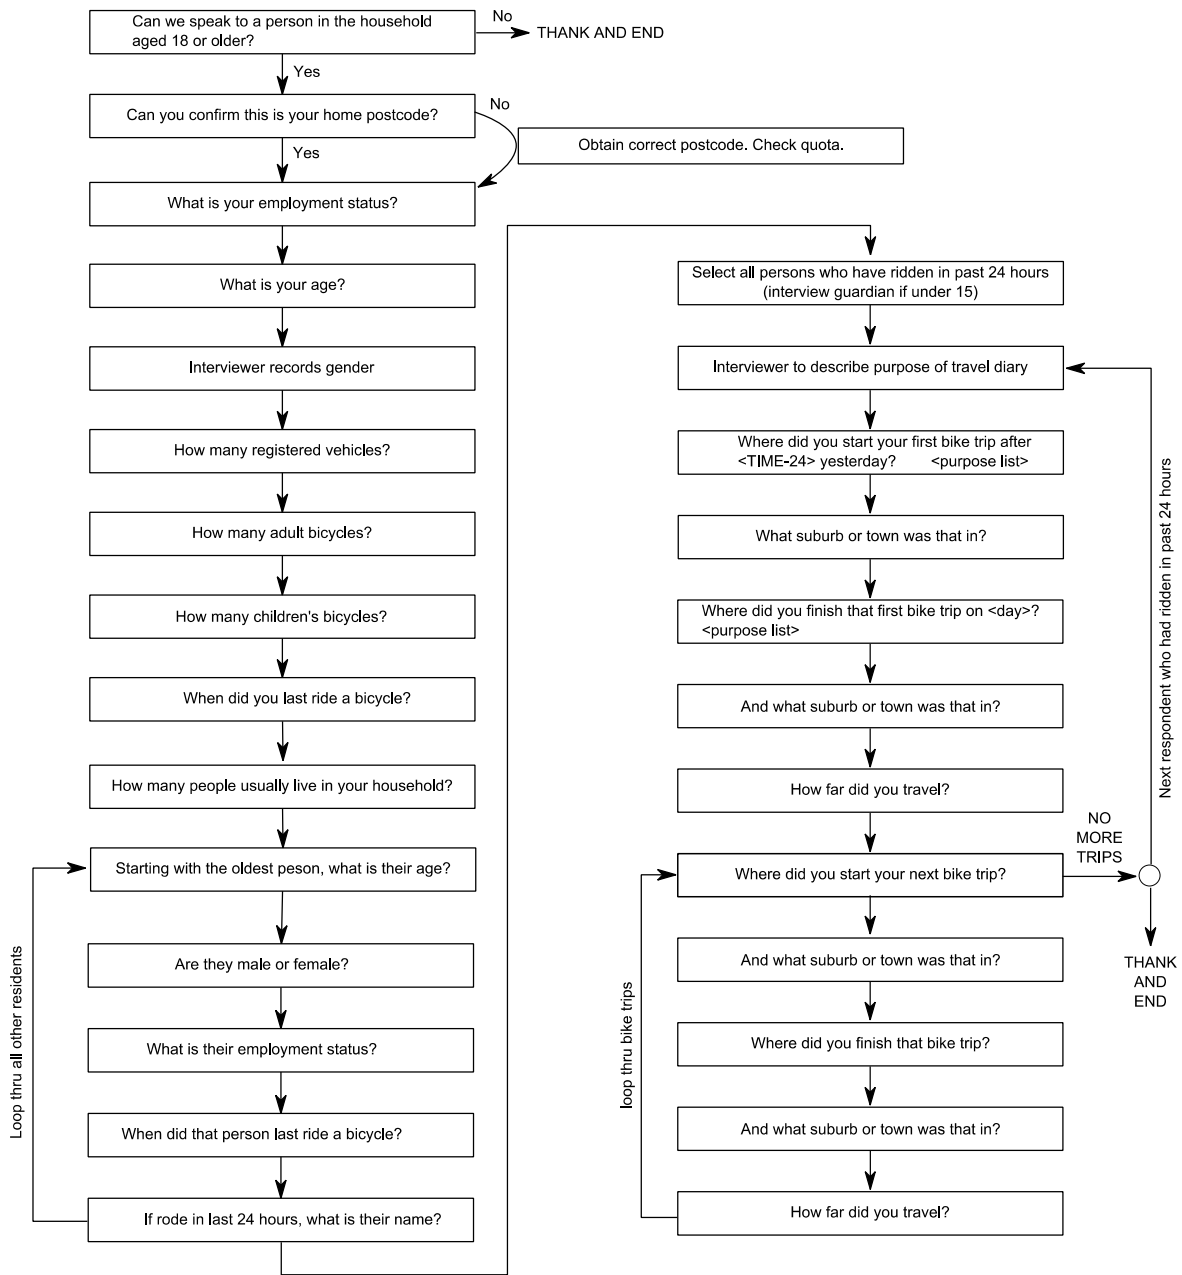 Can we speak to a person in the household
aged 18 or older?
No
THANK AND END
Yes
Can you confirm this is your home postcode?
No
Obtain correct postcode. Check quota.
Yes
What is your employment status?
What is your age?
Interviewer records gender
How many registered vehicles?
How many adult bicycles?
How many children's bicycles?
When did you last ride a bicycle?
How many people usually live in your household?
Starting with the oldest peson, what is their age?
Are they male or female?
What is their employment status?
When did that person last ride a bicycle?
If rode in last 24 hours, what is their name?
Loop thru all other residents
Select all persons who have ridden in past 24 hours
(interview guardian if under 15)
Interviewer to describe purpose of travel diary
Where did you start your first bike trip after
<TIME-24> yesterday? <purpose list>
What suburb or town was that in?
Where did you finish that first bike trip on <day>?
<purpose list>
And what suburb or town was that in?
How far did you travel?
Where did you start your next bike trip?
NO
MORE
TRIPS
Next respondent who had ridden in past 24 hours
THANK
AND
END
And what suburb or town was that in?
Where did you finish that bike trip?
And what suburb or town was that in?
How far did you travel?
loop thru bike trips